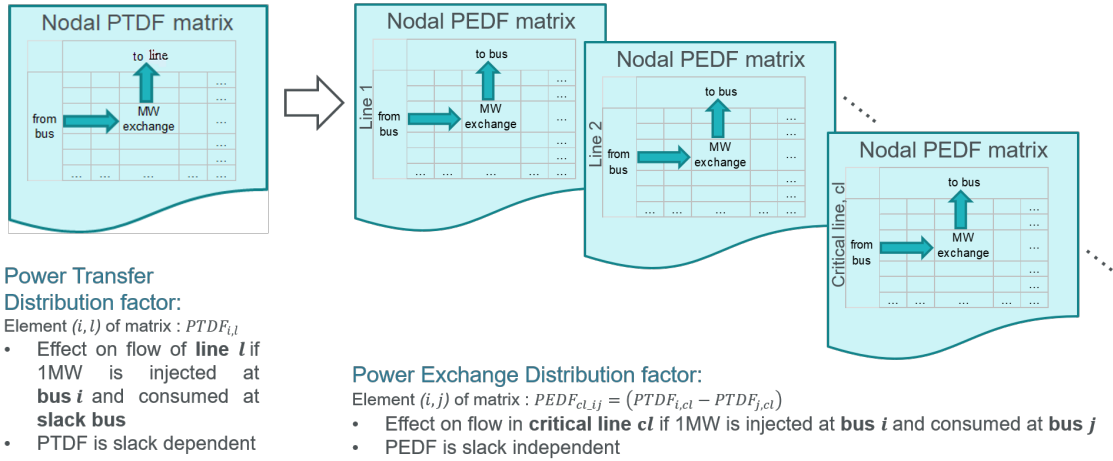 Nodal PTDF matrix
to line
...
...
from bus
MW exchange
...
...
...
... ... ... ... ...
Nodal PEDF matrix
Line 1
to bus
...
...
from bus
MW exchange
...
...
...
... ... ... ... ...
Nodal PEDF matrix
Line 2
to bus
...
...
from bus
MW exchange
...
...
...
... ... ... ... ...
Nodal PEDF matrix
Critical line, cl
to bus
...
...
from bus
MW exchange
...
...
...
... ... ... ... ...
Power Transfer
Distribution factor:
Element (i, l) of matrix : PTDF_{i,l}
• Effect on flow of line l if
1MW is injected at
bus i and consumed at
slack bus
• PTDF is slack dependent
Power Exchange Distribution factor:
Element (i, j) of matrix : PEDF_{cl_ij} = (PTDF_{i,cl} − PTDF_{j,cl})
• Effect on flow in critical line cl if 1MW is injected at bus i and consumed at bus j
• PEDF is slack independent